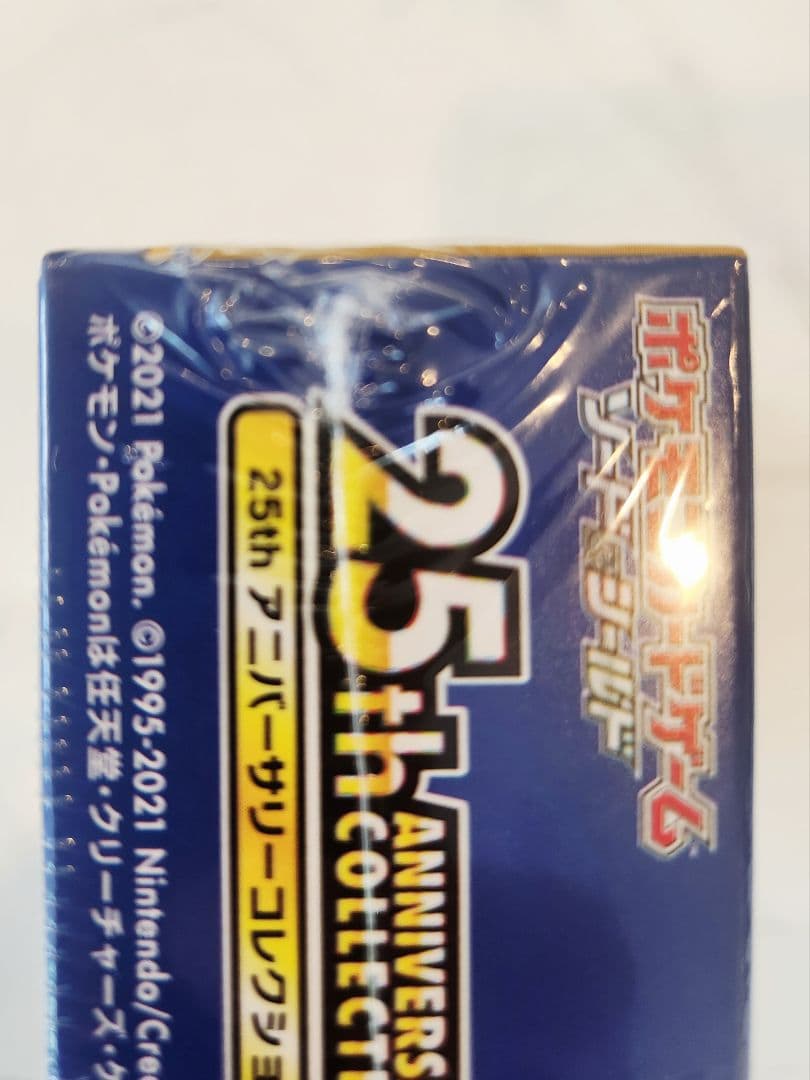 ポケモンカードゲーム
ソード&シールド
25th ANNIVERS
COLLECTI
25th アニバーサリーコレクショ
©2021 Pokémon. ©1995-2021 Nintendo/Cre
ポケモン・Pokémonは任天堂・クリーチャーズ・